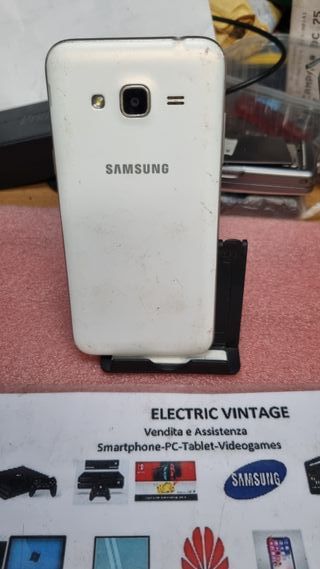 SAMSUNG
ELECTRIC VINTAGE
Vendita e Assistenza
Smartphone-PC-Tablet-Videogames
SAMSUNG